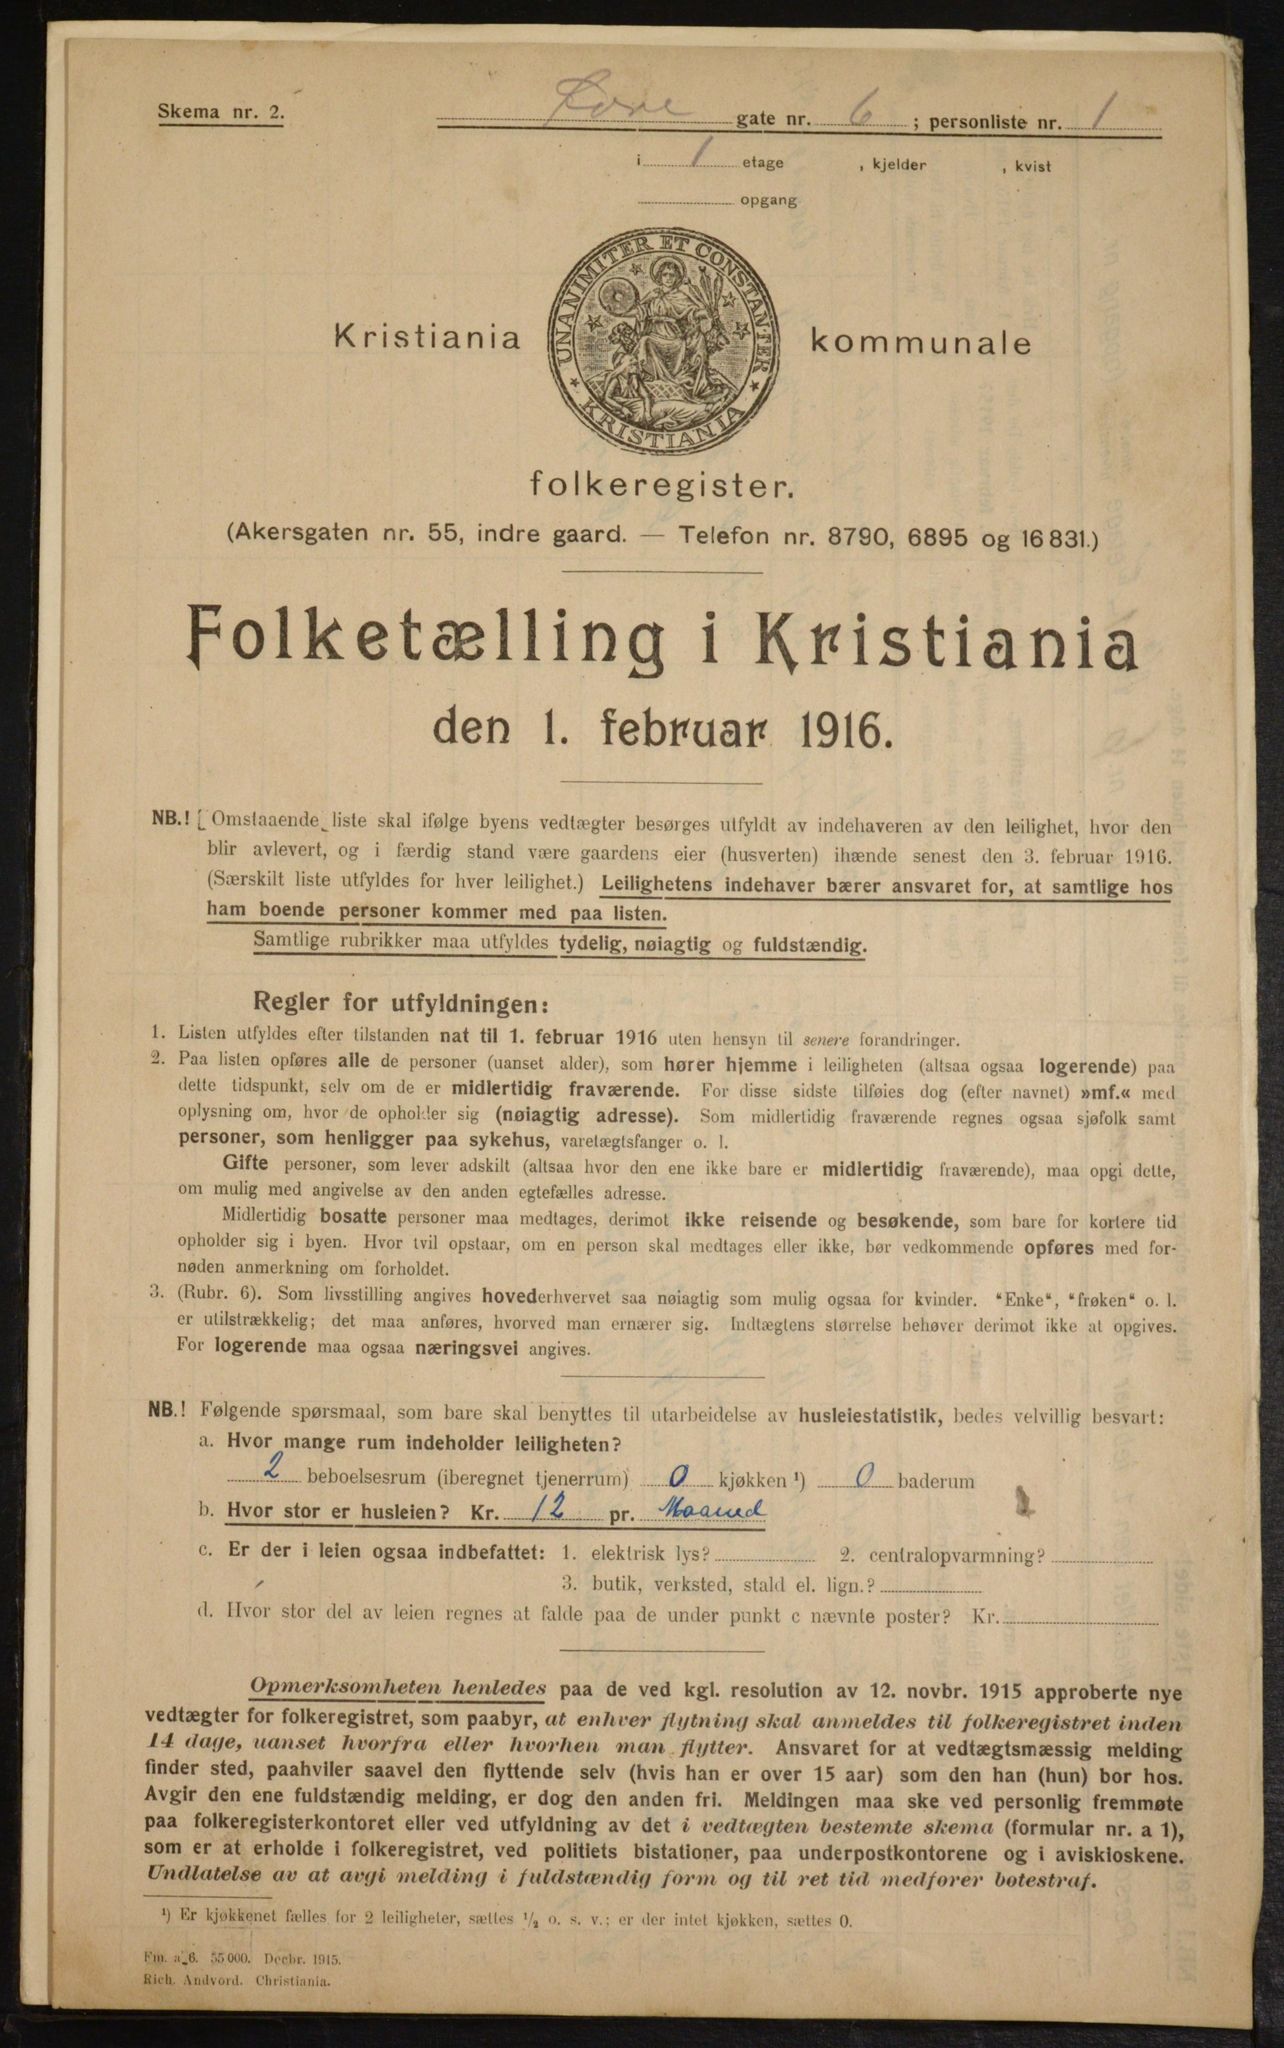 Skema nr. 2.
Tore gate nr. 6 ; personliste nr. 1
i 1 etage , kjelder , kvist
opgang
UNANIMITER ET CONSTANTER
KRISTIANIA
Kristiania kommunale
folkeregister.
(Akersgaten nr. 55, indre gaard. — Telefon nr. 8790, 6895 og 16831.)
Folketælling i Kristiania
den 1. februar 1916.
NB.! Omstaaende liste skal ifølge byens vedtægter besørges utfyldt av indehaveren av den leilighet, hvor den
blir avlevert, og i færdig stand være gaardens eier (husverten) ihænde senest den 3. februar 1916.
(Særskilt liste utfyldes for hver leilighet.) Leilighetens indehaver bærer ansvaret for, at samtlige hos
ham boende personer kommer med paa listen.
Samtlige rubrikker maa utfyldes tydelig, nøiagtig og fuldstændig.
Regler for utfyldningen:
1. Listen utfyldes efter tilstanden nat til 1. februar 1916 uten hensyn til senere forandringer.
2. Paa listen opføres alle de personer (uanset alder), som hører hjemme i leiligheten (altsaa ogsaa logerende) paa
dette tidspunkt, selv om de er midlertidig fraværende. For disse sidste tilføies dog (efter navnet) »mf.« med
oplysning om, hvor de opholder sig (nøiagtig adresse). Som midlertidig fraværende regnes ogsaa sjøfolk samt
personer, som henligger paa sykehus, varetægtsfanger o. l.
Gifte personer, som lever adskilt (altsaa hvor den ene ikke bare er midlertidig fraværende), maa opgi dette,
om mulig med angivelse av den anden egtefælles adresse.
Midlertidig bosatte personer maa medtages, derimot ikke reisende og besøkende, som bare for kortere tid
opholder sig i byen. Hvor tvil opstaar, om en person skal medtages eller ikke, bør vedkommende opføres med for-
nøden anmerkning om forholdet.
3. (Rubr. 6). Som livsstilling angives hovederhvervet saa nøiagtig som mulig ogsaa for kvinder. "Enke", "frøken" o. l.
er utilstrækkelig; det maa anføres, hvorved man ernærer sig. Indtægtens størrelse behøver derimot ikke at opgives.
For logerende maa ogsaa næringsvei angives.
NB.! Følgende spørsmaal, som bare skal benyttes til utarbeidelse av husleiestatistik, bedes velvillig besvart:
a. Hvor mange rum indeholder leiligheten?
2 beboelsesrum (iberegnet tjenerrum) 0 kjøkken ¹) 0 baderum
b. Hvor stor er husleien? Kr. 12 pr. Maaned
c. Er der i leien ogsaa indbefattet: 1. elektrisk lys? 2. centralopvarmning?
3. butik, verksted, stald el. lign.?
d. Hvor stor del av leien regnes at falde paa de under punkt c nævnte poster? Kr.
Opmerksomheten henledes paa de ved kgl. resolution av 12. novbr. 1915 approberte nye
vedtægter for folkeregistret, som paabyr, at enhver flytning skal anmeldes til folkeregistret inden
14 dage, uanset hvorfra eller hvorhen man flytter. Ansvaret for at vedtægtsmæssig melding
finder sted, paahviler saavel den flyttende selv (hvis han er over 15 aar) som den han (hun) bor hos.
Avgir den ene fuldstændig melding, er dog den anden fri. Meldingen maa ske ved personlig fremmøte
paa folkeregisterkontoret eller ved utfyldning av det i vedtægten bestemte skema (formular nr. a 1),
som er at erholde i folkeregistret, ved politiets bistationer, paa underpostkontorene og i aviskioskene.
Undlatelse av at avgi melding i fuldstændig form og til ret tid medfører bøtestraf.
¹) Er kjøkkenet fælles for 2 leiligheter, sættes ½ o. s. v.; er der intet kjøkken, sættes 0.
Fm. a_6. 55 000. Decbr. 1915.
Rich. Andvord. Christiania.